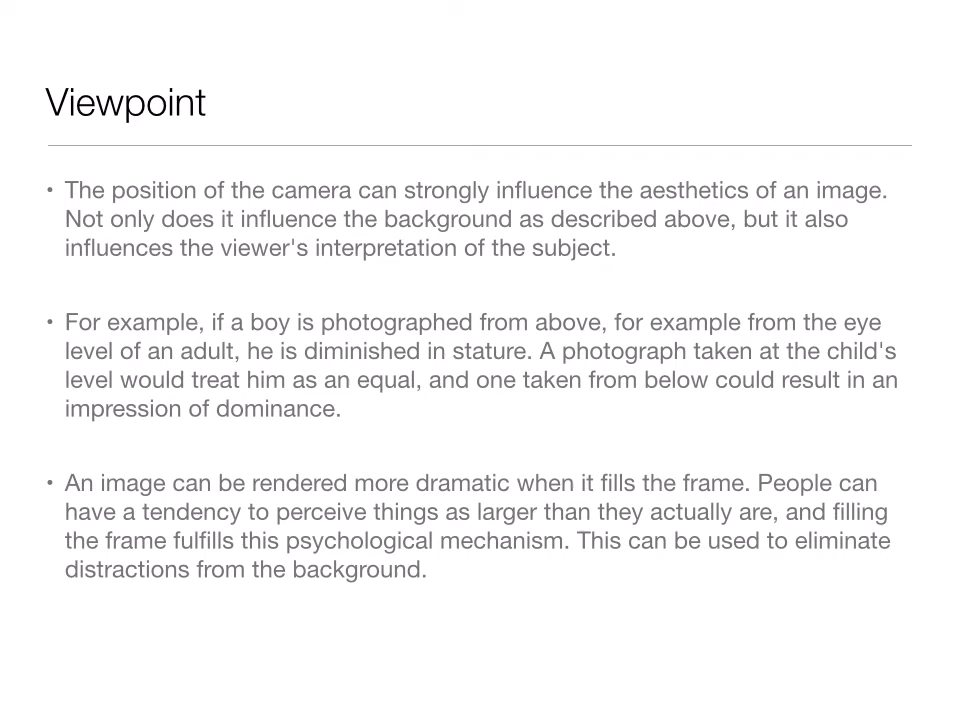 Viewpoint
• The position of the camera can strongly influence the aesthetics of an image.
Not only does it influence the background as described above, but it also
influences the viewer's interpretation of the subject.
• For example, if a boy is photographed from above, for example from the eye
level of an adult, he is diminished in stature. A photograph taken at the child's
level would treat him as an equal, and one taken from below could result in an
impression of dominance.
• An image can be rendered more dramatic when it fills the frame. People can
have a tendency to perceive things as larger than they actually are, and filling
the frame fulfills this psychological mechanism. This can be used to eliminate
distractions from the background.